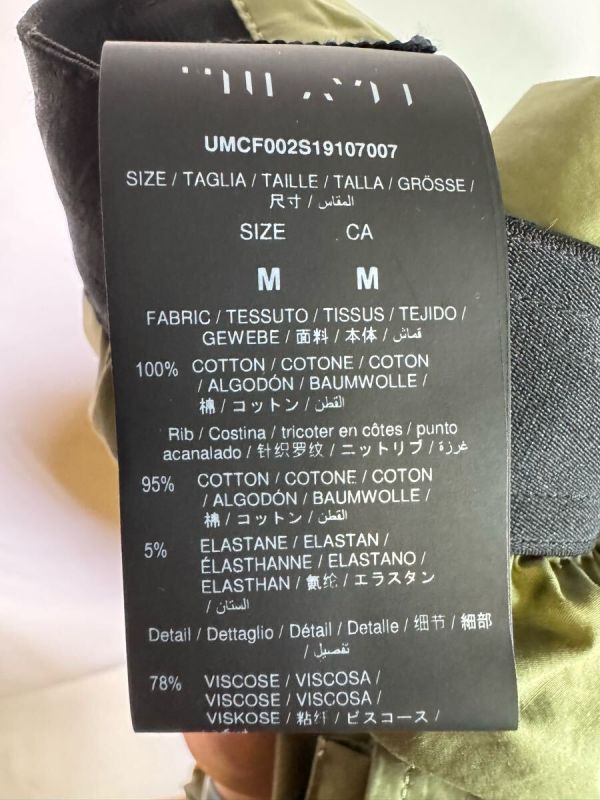 UMCF002S19107007
SIZE / TAGLIA / TAILLE / TALLA / GRÖSSE /
尺寸 / المقاس
SIZE CA
M M
FABRIC / TESSUTO / TISSUS / TEJIDO /
GEWEBE / 面料 / 本体 / قماش
100% COTTON / COTONE / COTON
/ ALGODÓN / BAUMWOLLE /
棉 / コットン / القطن
Rib / Costina / tricoter en côtes / punto
acanalado / 针织罗纹 / ニットリブ / غرزة
95% COTTON / COTONE / COTON
/ ALGODÓN / BAUMWOLLE /
棉 / コットン / القطن
5% ELASTANE / ELASTAN /
ÉLASTHANNE / ELASTANO /
ELASTHAN / 氨纶 / エラスタン
/ الستان
Detail / Dettaglio / Détail / Detalle / 细节 / 細部
/ تفصيل
78% VISCOSE / VISCOSA /
VISCOSE / VISCOSA /
VISKOSE / 粘纤 / ビスコース /